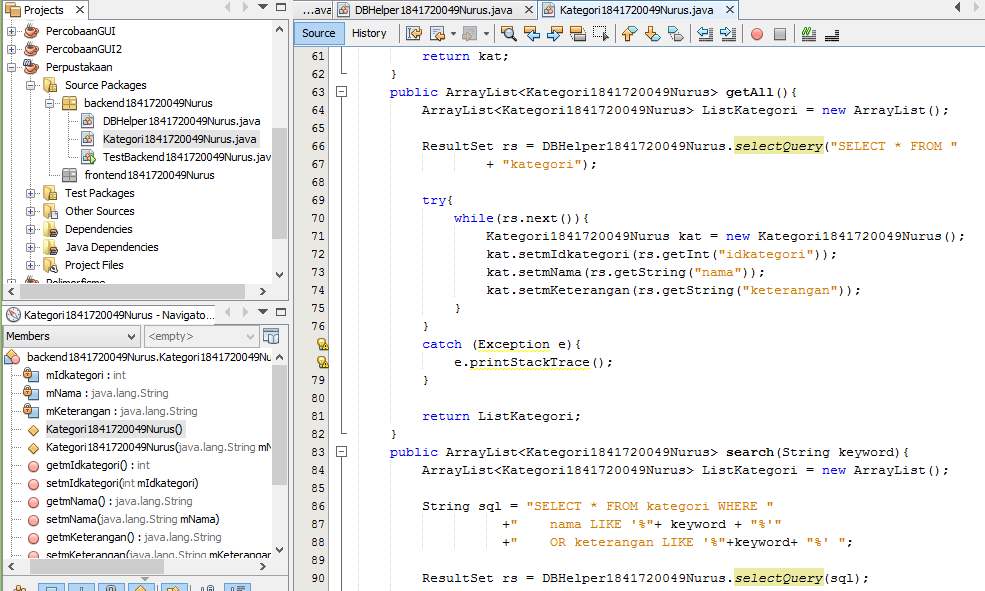 Projects
PercobaanGUI
PercobaanGUI2
Perpustakaan
Source Packages
backend1841720049Nurus
DBHelper1841720049Nurus.java
Kategori1841720049Nurus.java
TestBackend1841720049Nurus.jav
frontend1841720049Nurus
Test Packages
Other Sources
Dependencies
Java Dependencies
Project Files
Polimorfisme
Kategori1841720049Nurus - Navigato...
Members
<empty>
backend1841720049Nurus.Kategori1841720049Nu
mIdkategori : int
mNama : java.lang.String
mKeterangan : java.lang.String
Kategori1841720049Nurus()
Kategori1841720049Nurus(java.lang.String mN
getmIdkategori() : int
setmIdkategori(int mIdkategori)
getmNama() : java.lang.String
setmNama(java.lang.String mNama)
getmKeterangan() : java.lang.String
setmKeterangan(java.lang.String mKeterangan
...ava
DBHelper1841720049Nurus.java
Kategori1841720049Nurus.java
Source
History
61 return kat;
62 }
63 public ArrayList<Kategori1841720049Nurus> getAll(){
64 ArrayList<Kategori1841720049Nurus> ListKategori = new ArrayList();
65
66 ResultSet rs = DBHelper1841720049Nurus.selectQuery("SELECT * FROM "
67 + "kategori");
68
69 try{
70 while(rs.next()){
71 Kategori1841720049Nurus kat = new Kategori1841720049Nurus();
72 kat.setmIdkategori(rs.getInt("idkategori"));
73 kat.setmNama(rs.getString("nama"));
74 kat.setmKeterangan(rs.getString("keterangan"));
75 }
76 }
catch (Exception e){
e.printStackTrace();
79 }
80
81 return ListKategori;
82 }
83 public ArrayList<Kategori1841720049Nurus> search(String keyword){
84 ArrayList<Kategori1841720049Nurus> ListKategori = new ArrayList();
85
86 String sql = "SELECT * FROM kategori WHERE "
87 +" nama LIKE '%"+ keyword + "%'"
88 +" OR keterangan LIKE '%"+keyword+ "%' ";
89
90 ResultSet rs = DBHelper1841720049Nurus.selectQuery(sql);